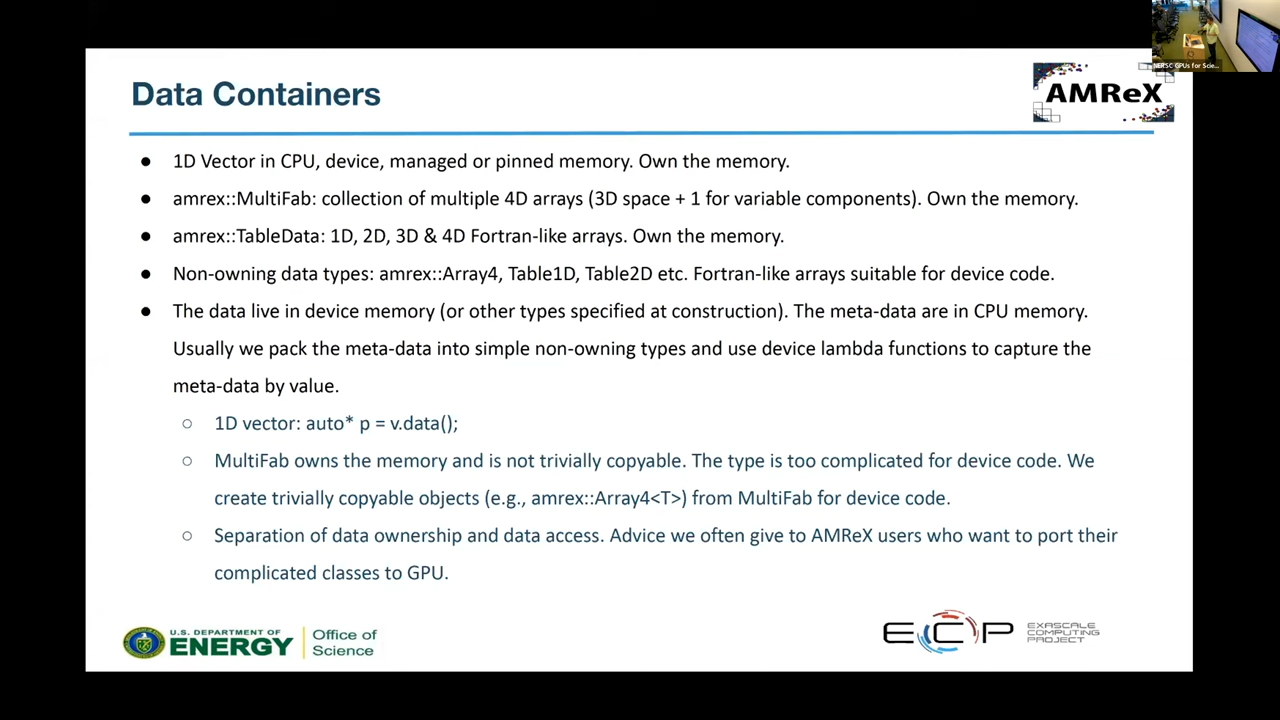 NERSC GPUs for Scie...
Data Containers
AMReX
● 1D Vector in CPU, device, managed or pinned memory. Own the memory.
● amrex::MultiFab: collection of multiple 4D arrays (3D space + 1 for variable components). Own the memory.
● amrex::TableData: 1D, 2D, 3D & 4D Fortran-like arrays. Own the memory.
● Non-owning data types: amrex::Array4, Table1D, Table2D etc. Fortran-like arrays suitable for device code.
● The data live in device memory (or other types specified at construction). The meta-data are in CPU memory.
Usually we pack the meta-data into simple non-owning types and use device lambda functions to capture the
meta-data by value.
○ 1D vector: auto* p = v.data();
○ MultiFab owns the memory and is not trivially copyable. The type is too complicated for device code. We
create trivially copyable objects (e.g., amrex::Array4<T>) from MultiFab for device code.
○ Separation of data ownership and data access. Advice we often give to AMReX users who want to port their
complicated classes to GPU.
U.S. DEPARTMENT OF
ENERGY
Office of
Science
ECP
EXASCALE
COMPUTING
PROJECT